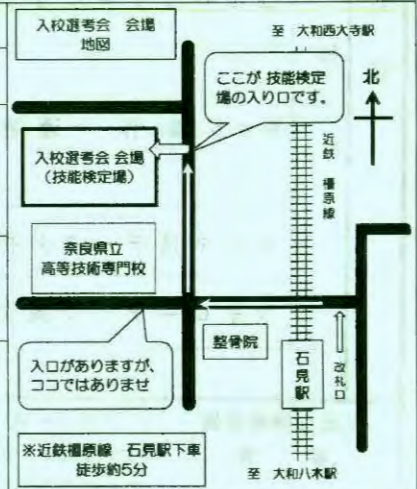 入校選考会 会場
地図
至 大和西大寺駅
ここが 技能検定
場の入り口です。
北
近鉄 橿原線
入校選考会 会場
（技能検定場）
奈良県立
高等技術専門校
整骨院
石見駅
改札口
入口がありますが、
ココではありませ
※近鉄橿原線 石見駅下車
徒歩約5分
至 大和八木駅